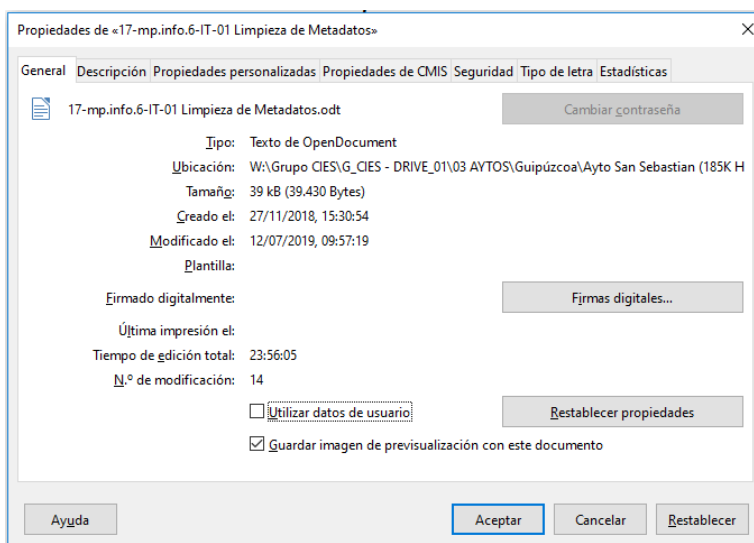 Propiedades de «17-mp.info.6-IT-01 Limpieza de Metadatos»
General Descripción Propiedades personalizadas Propiedades de CMIS Seguridad Tipo de letra Estadísticas
17-mp.info.6-IT-01 Limpieza de Metadatos.odt Cambiar contraseña
Tipo: Texto de OpenDocument
Ubicación: W:\Grupo CIES\G_CIES - DRIVE_01\03 AYTOS\Guipúzcoa\Ayto San Sebastian (185K H
Tamaño: 39 kB (39.430 Bytes)
Creado el: 27/11/2018, 15:30:54
Modificado el: 12/07/2019, 09:57:19
Plantilla:
Firmado digitalmente: Firmas digitales...
Última impresión el:
Tiempo de edición total: 23:56:05
N.º de modificación: 14
Utilizar datos de usuario Restablecer propiedades
Guardar imagen de previsualización con este documento
Ayuda Aceptar Cancelar Restablecer